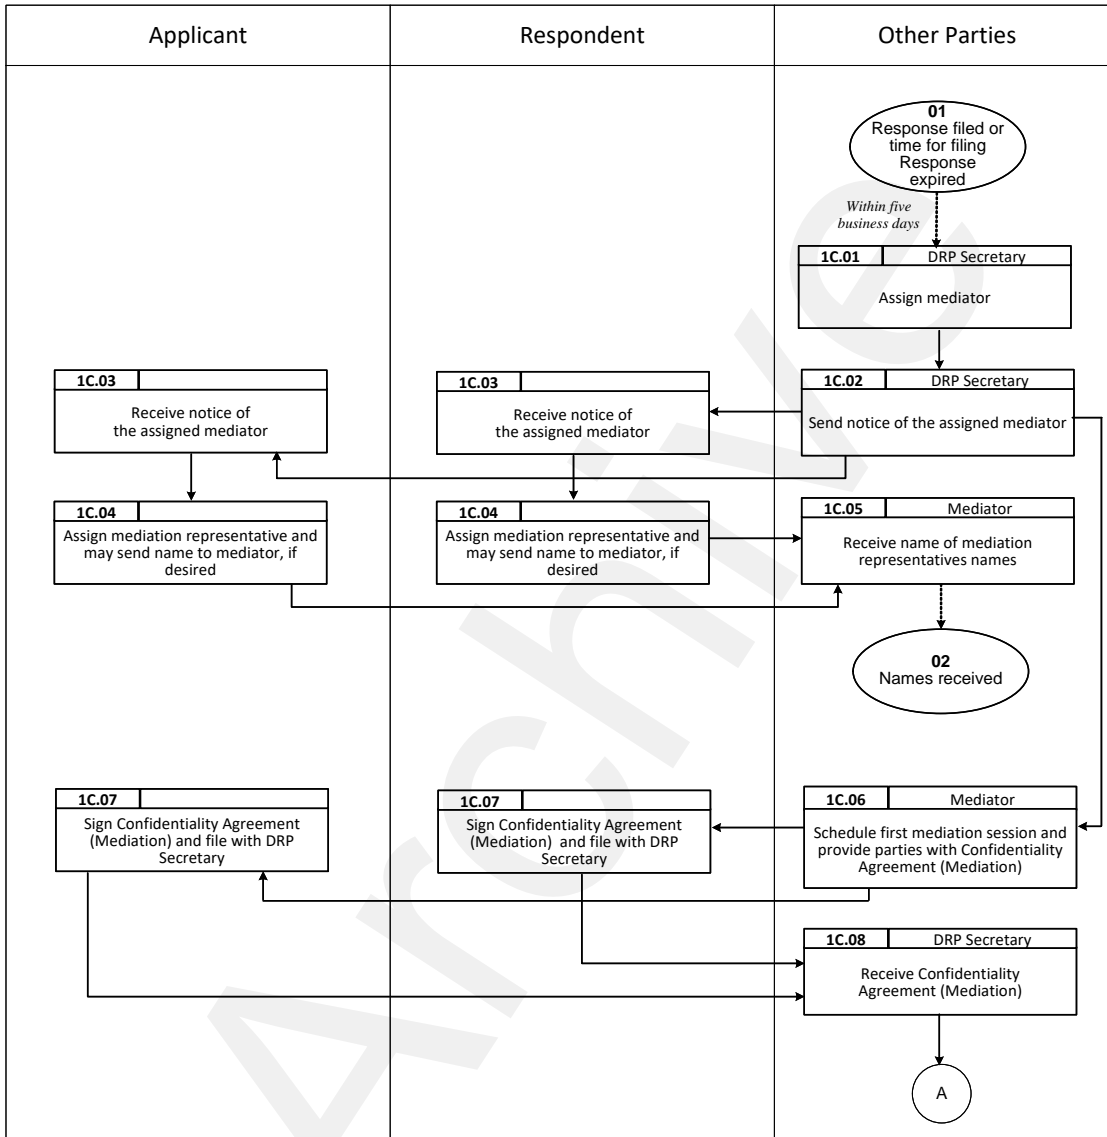 Applicant
Respondent
Other Parties
01
Response filed or
time for filing
Response
expired
Within five
business days
1C.01
DRP Secretary
Assign mediator
1C.03
Receive notice of
the assigned mediator
1C.03
Receive notice of
the assigned mediator
1C.02
DRP Secretary
Send notice of the assigned mediator
1C.04
Assign mediation representative and
may send name to mediator, if
desired
1C.04
Assign mediation representative and
may send name to mediator, if
desired
1C.05
Mediator
Receive name of mediation
representatives names
02
Names received
1C.07
Sign Confidentiality Agreement
(Mediation) and file with DRP
Secretary
1C.07
Sign Confidentiality Agreement
(Mediation) and file with DRP
Secretary
1C.06
Mediator
Schedule first mediation session and
provide parties with Confidentiality
Agreement (Mediation)
1C.08
DRP Secretary
Receive Confidentiality
Agreement (Mediation)
A
Archive